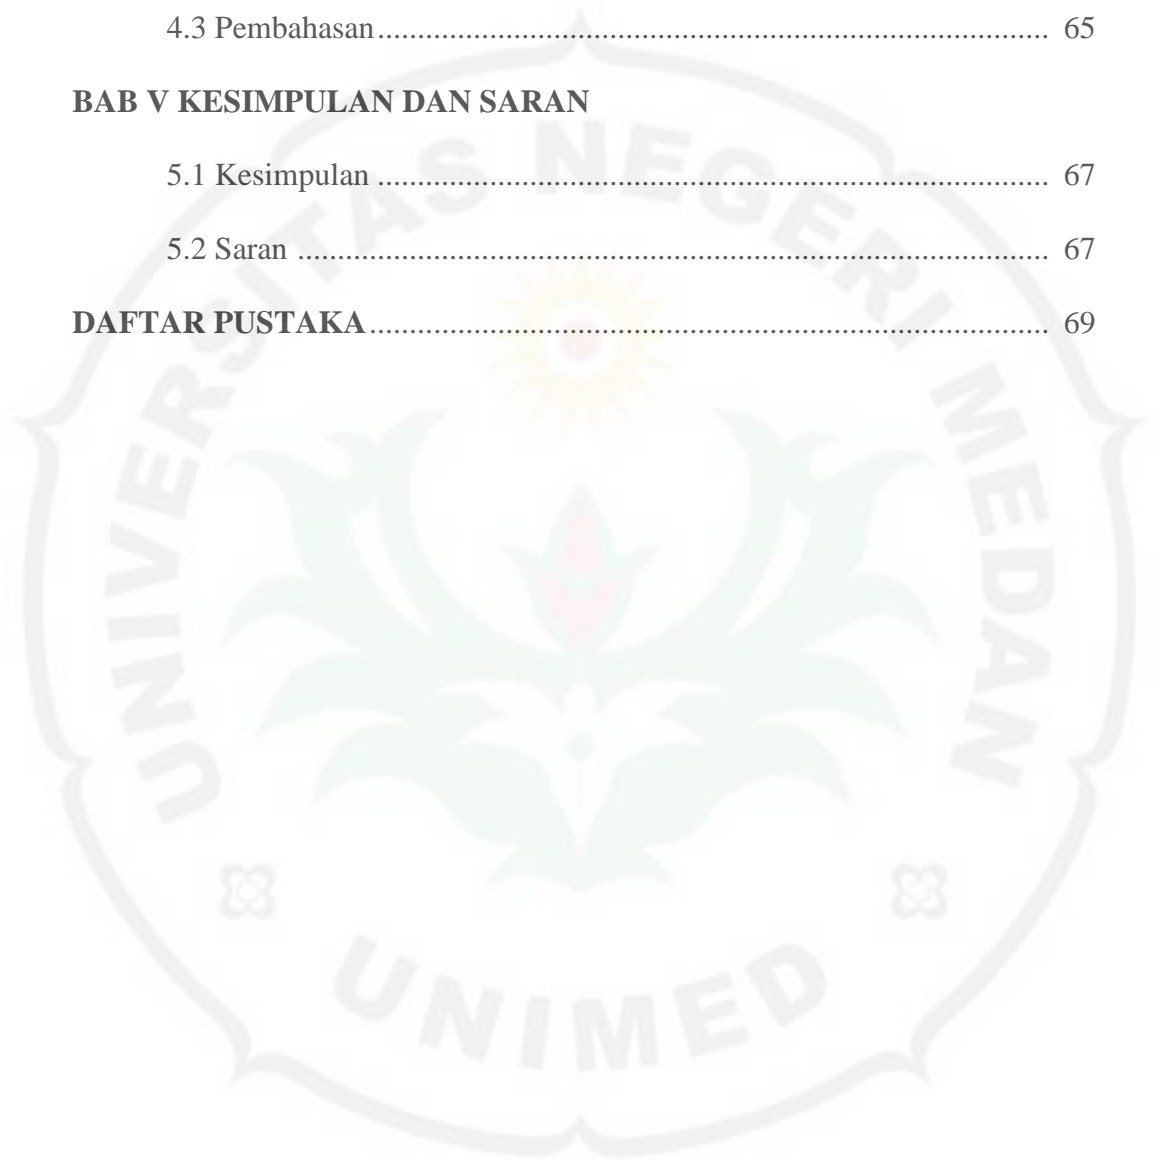 4.3 Pembahasan........................................................................................ 65
BAB V KESIMPULAN DAN SARAN
5.1 Kesimpulan ........................................................................................ 67
5.2 Saran .................................................................................................. 67
DAFTAR PUSTAKA......................................................................................... 69
UNIVERSITAS NEGERI MEDAN
UNIMED